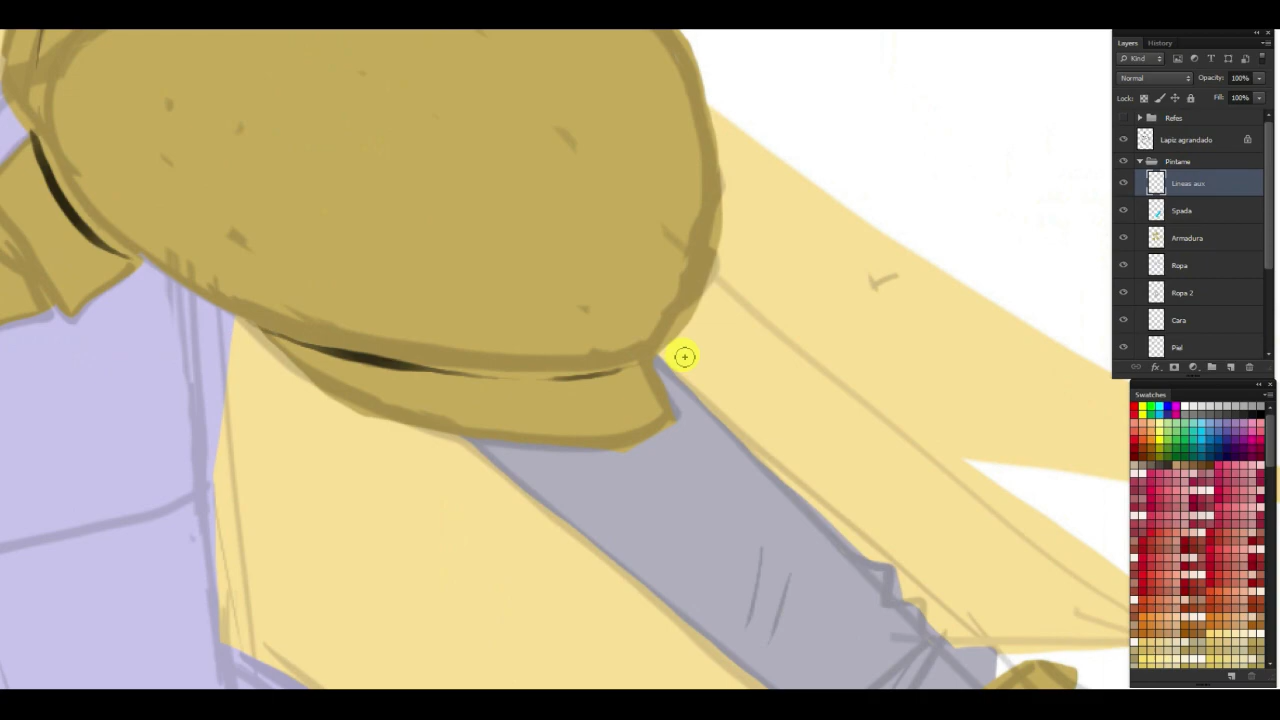 Layers History
Kind
Normal Opacity: 100%
Lock: Fill: 100%
Refes
Lapiz agrandado
Pintame
Lineas aux
Spada
Armadura
Ropa
Ropa 2
Cara
Piel
fx
Swatches